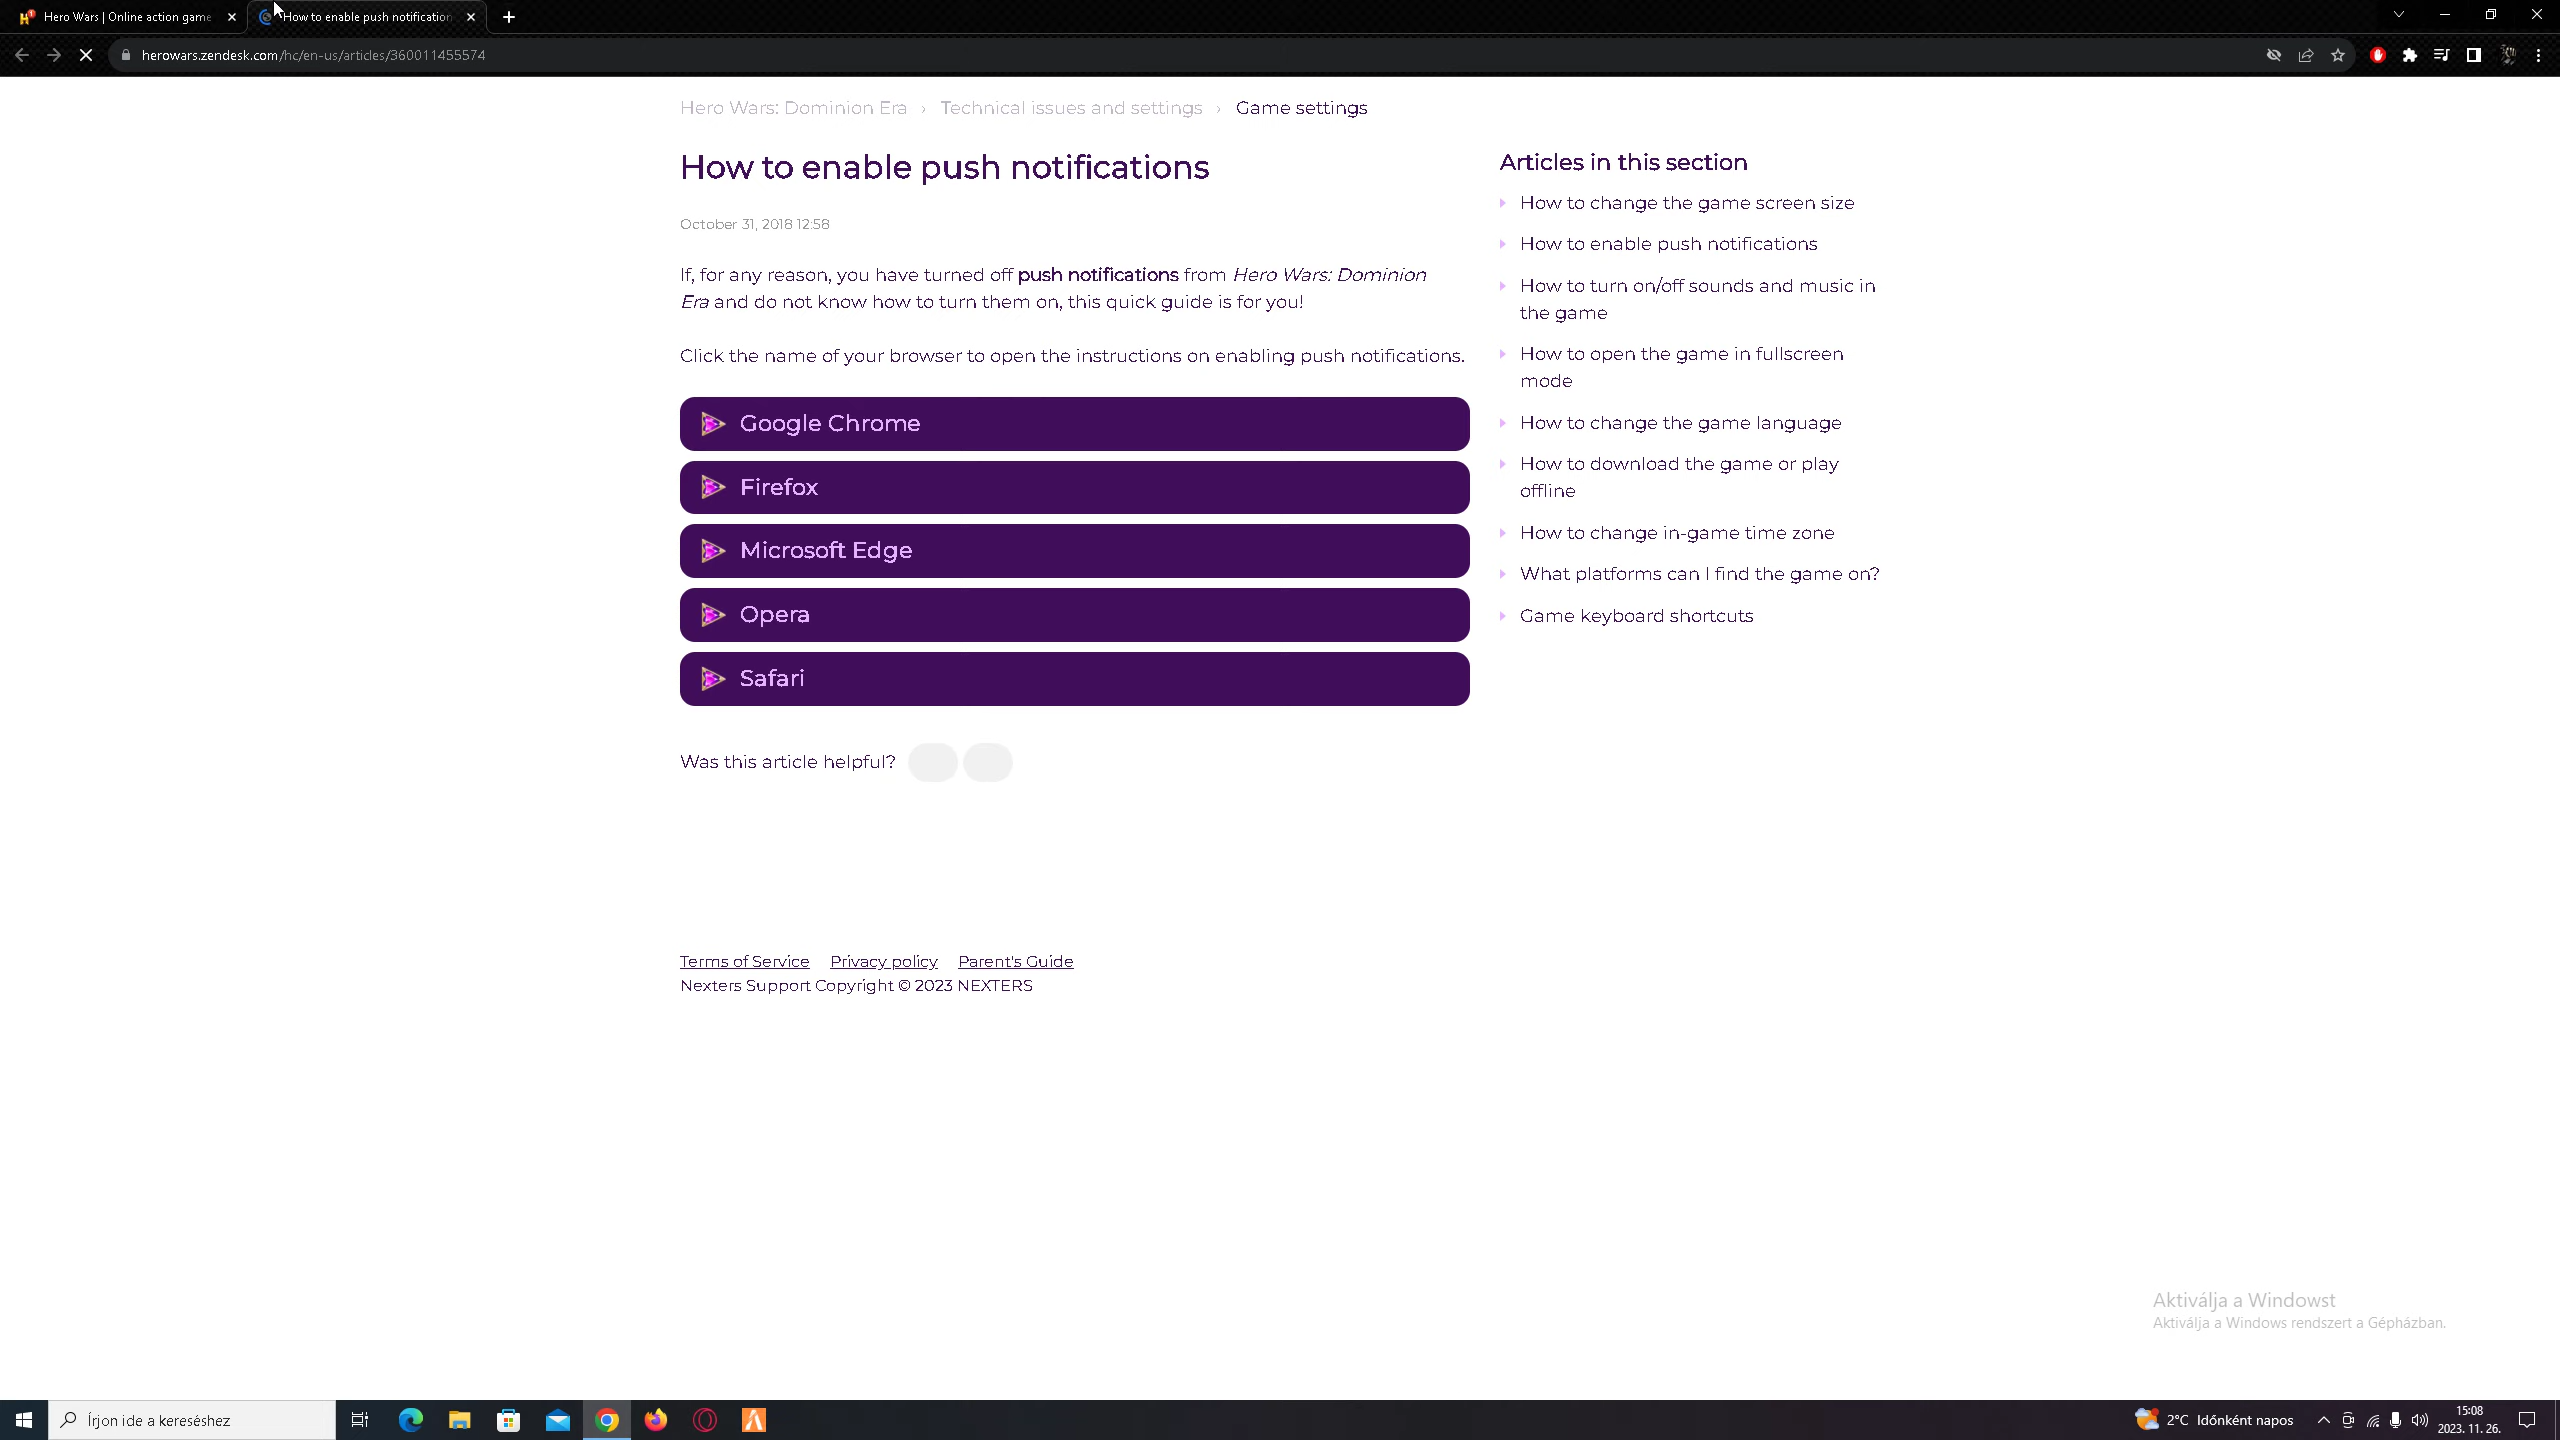 Hero Wars | Online action game
How to enable push notification
herowars.zendesk.com/hc/en-us/articles/360011455574
Hero Wars: Dominion Era › Technical issues and settings › Game settings
How to enable push notifications
October 31, 2018 12:58
If, for any reason, you have turned off push notifications from Hero Wars: Dominion
Era and do not know how to turn them on, this quick guide is for you!
Click the name of your browser to open the instructions on enabling push notifications.
Google Chrome
Firefox
Microsoft Edge
Opera
Safari
Was this article helpful?
Articles in this section
How to change the game screen size
How to enable push notifications
How to turn on/off sounds and music in
the game
How to open the game in fullscreen
mode
How to change the game language
How to download the game or play
offline
How to change in-game time zone
What platforms can I find the game on?
Game keyboard shortcuts
Terms of Service Privacy policy Parent's Guide
Nexters Support Copyright © 2023 NEXTERS
Aktiválja a Windowst
Aktiválja a Windows rendszert a Gépházban.
Írjon ide a kereséshez
2°C Időnként napos
15:08
2023. 11. 26.